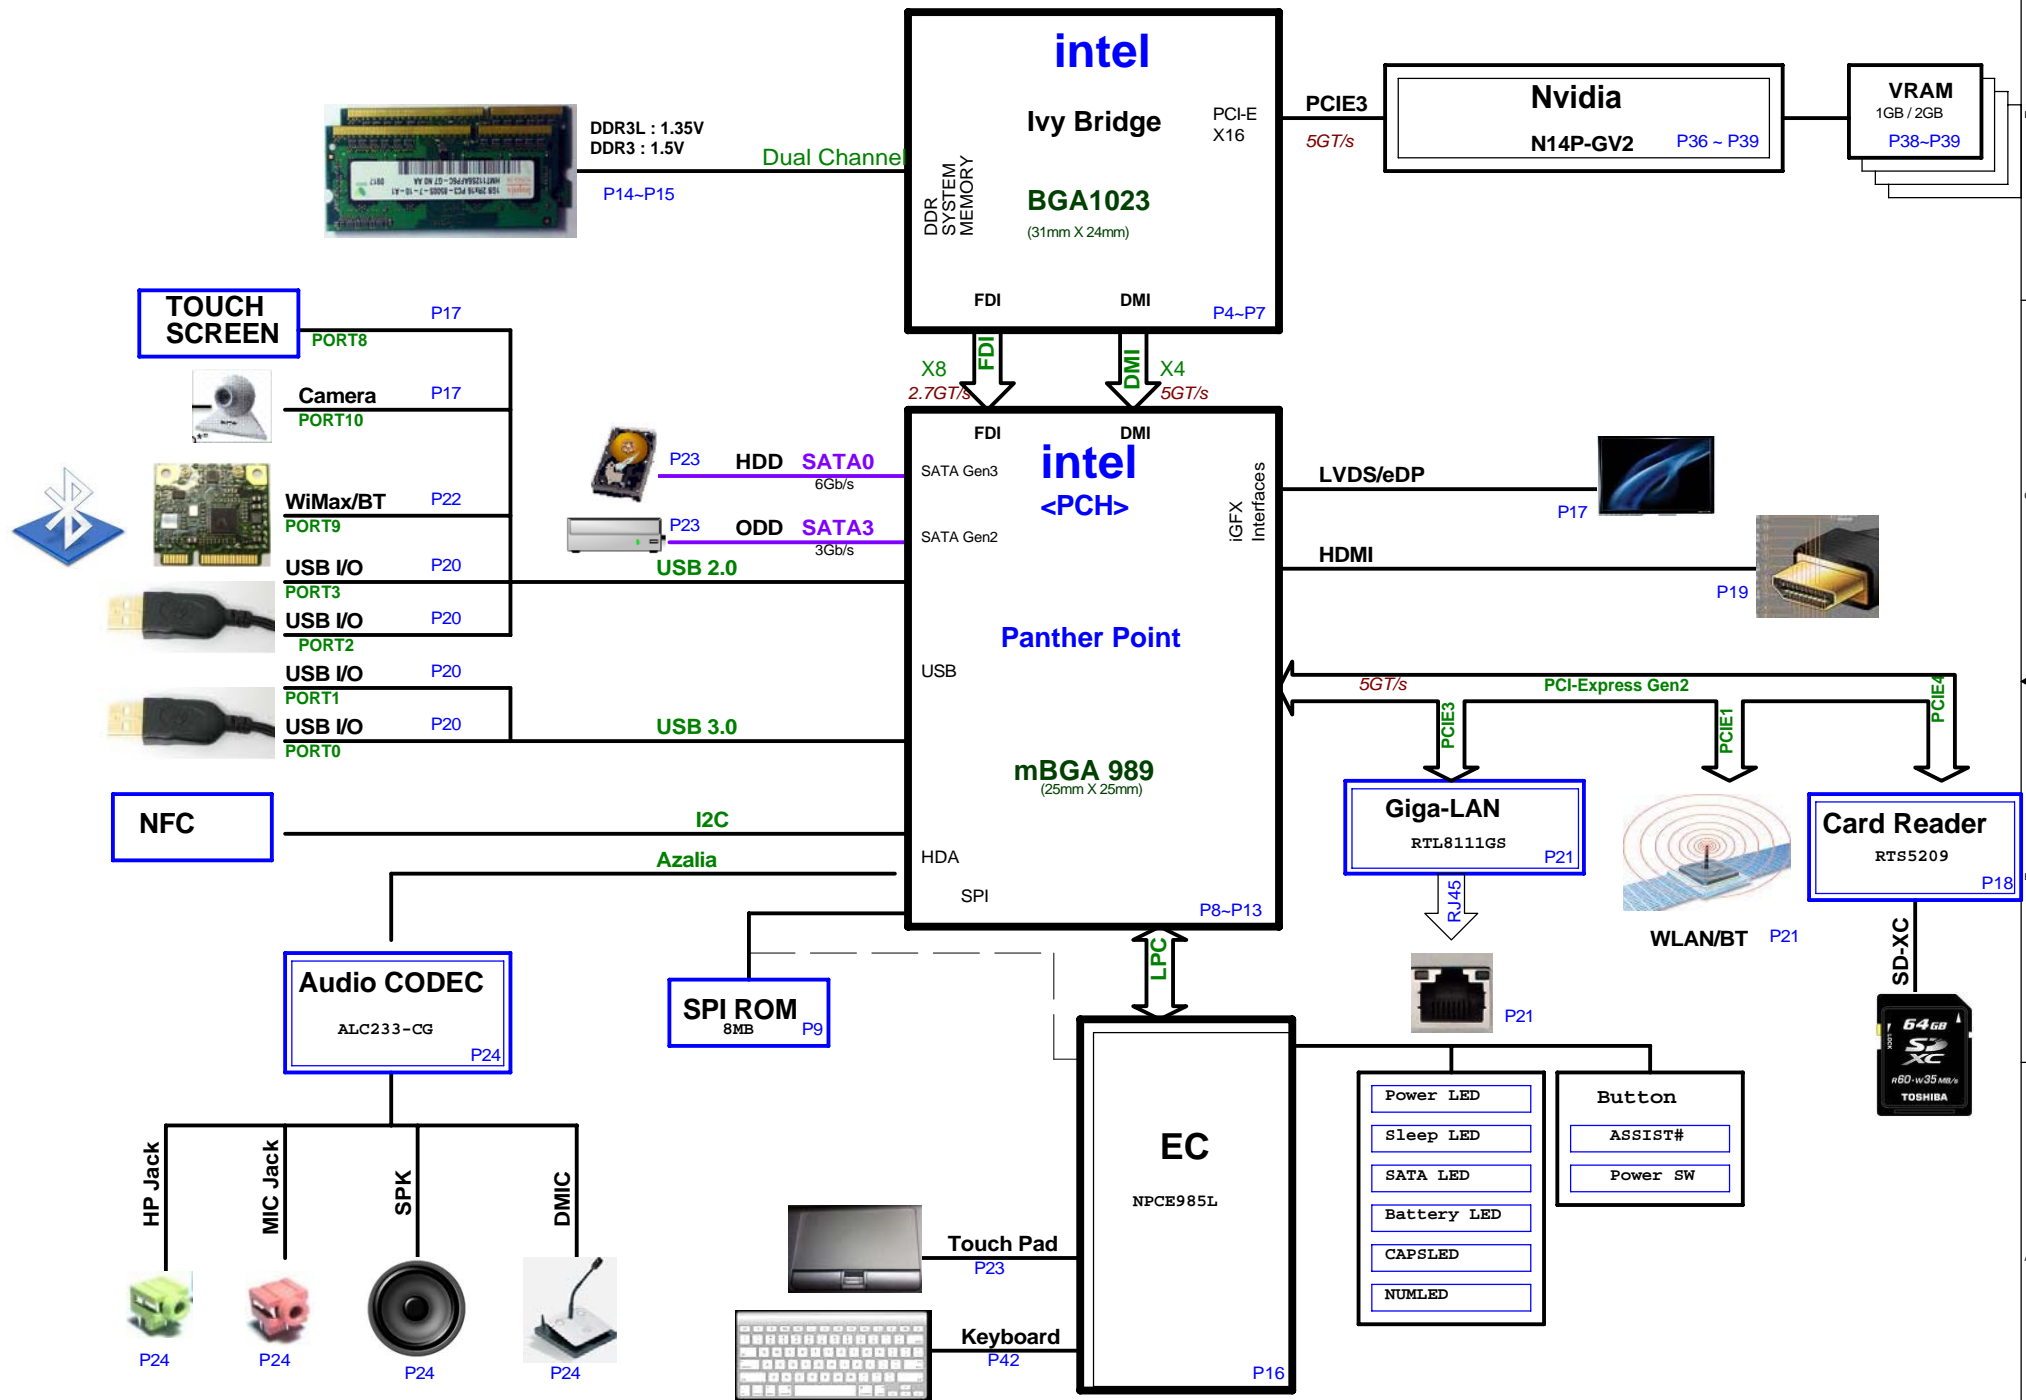 intel
Ivy Bridge
PCI-E
X16
BGA1023
(31mm X 24mm)
DDR
SYSTEM
MEMORY
FDI
DMI
P4~P7
PCIE3
5GT/s
Nvidia
N14P-GV2
P36 ~ P39
VRAM
1GB / 2GB
P38~P39
DDR3L : 1.35V
DDR3 : 1.5V
Dual Channel
P14~P15
TOUCH
SCREEN
P17
PORT8
Camera
P17
PORT10
WiMax/BT
P22
PORT9
USB I/O
P20
PORT3
USB I/O
P20
PORT2
USB I/O
P20
PORT1
USB I/O
P20
PORT0
USB 2.0
USB 3.0
X8
2.7GT/s
FDI
DMI
X4
5GT/s
P23
HDD
SATA0
6Gb/s
P23
ODD
SATA3
3Gb/s
FDI
DMI
SATA Gen3
intel
<PCH>
SATA Gen2
iGFX
Interfaces
Panther Point
USB
mBGA 989
(25mm X 25mm)
HDA
SPI
P8~P13
LVDS/eDP
P17
HDMI
P19
5GT/s
PCI-Express Gen2
PCIE3
PCIE1
PCIE4
NFC
I2C
Azalia
Giga-LAN
RTL8111GS
P21
RJ45
P21
WLAN/BT
P21
Card Reader
RTS5209
P18
SD-XC
64GB
SD
XC
LOCK
R60-W35 MB/s
TOSHIBA
Audio CODEC
ALC233-CG
P24
SPI ROM
8MB
P9
LPC
HP Jack
MIC Jack
SPK
DMIC
P24
P24
P24
P24
EC
NPCE985L
P16
Touch Pad
P23
Keyboard
P42
Power LED
Sleep LED
SATA LED
Battery LED
CAPSLED
NUMLED
Button
ASSIST#
Power SW